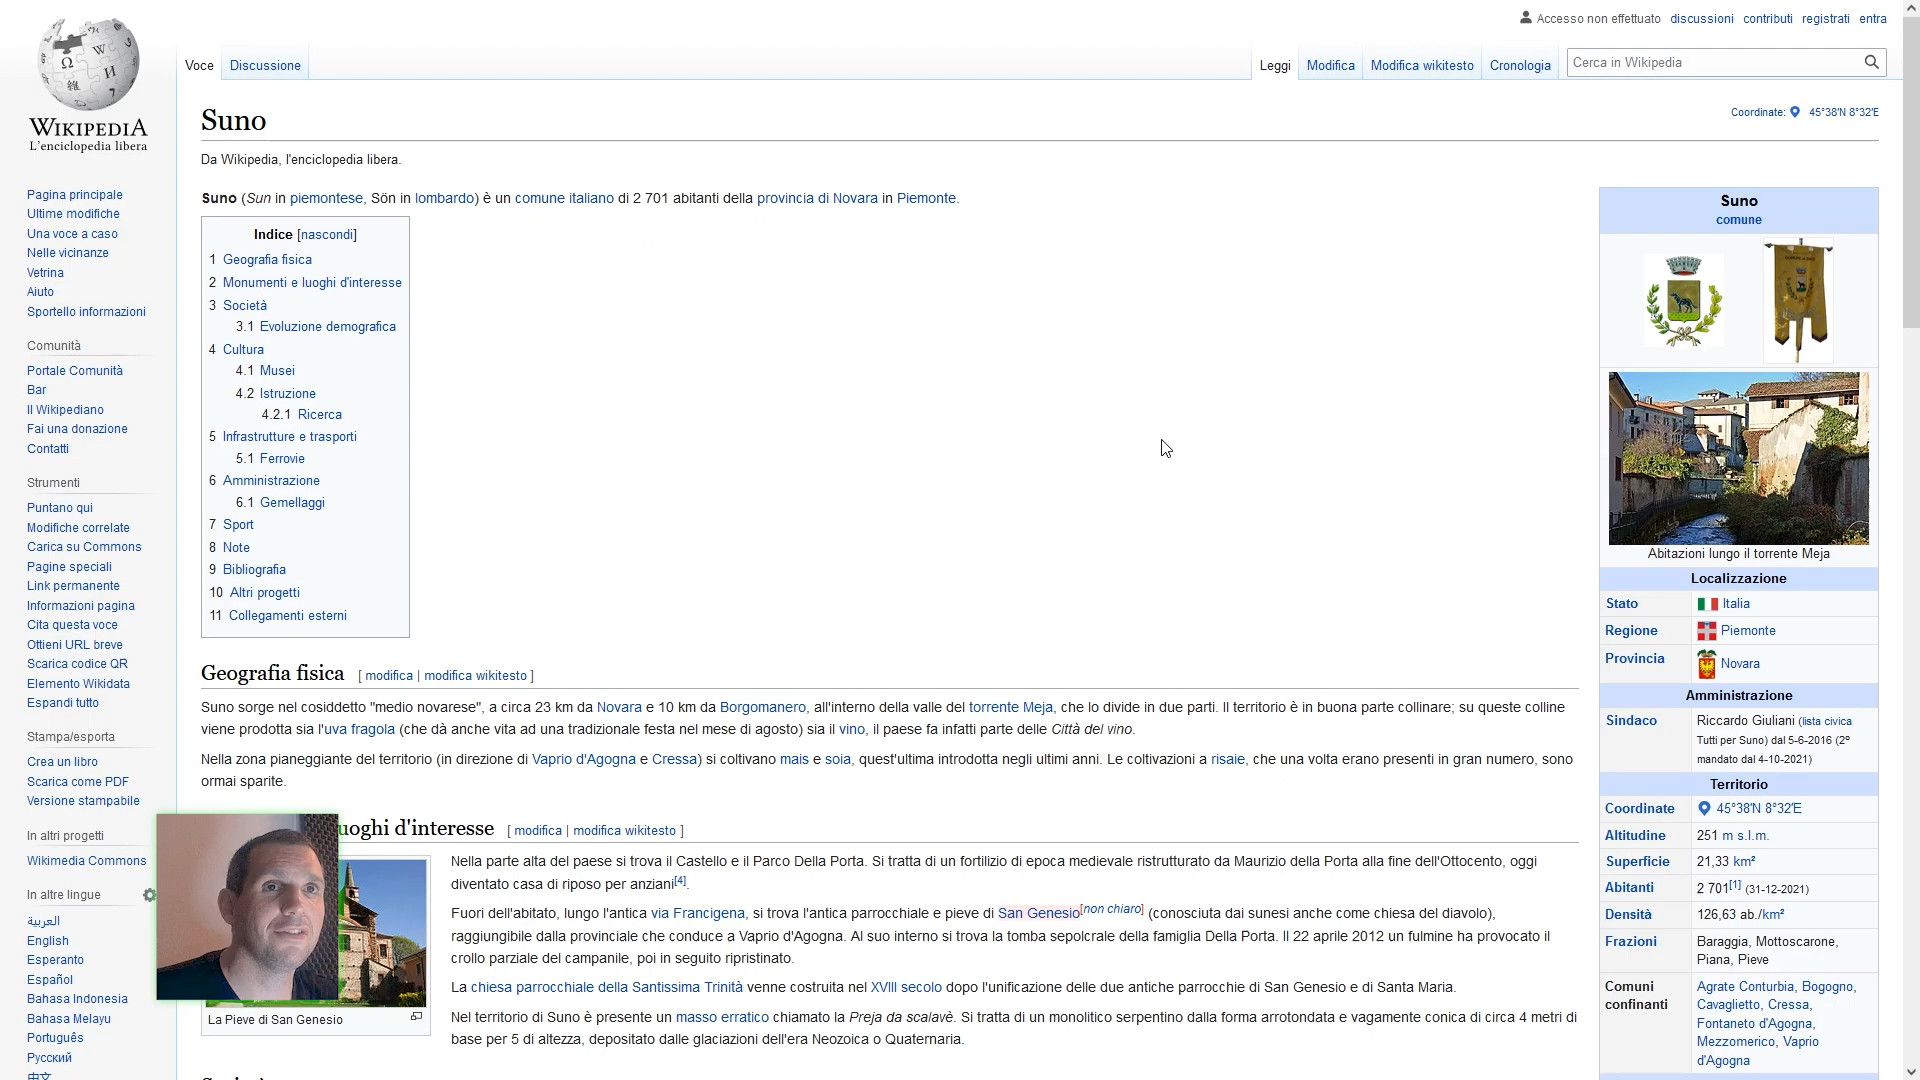 Accesso non effettuato discussioni contributi registrati entra
Voce Discussione Leggi Modifica Modifica wikitesto Cronologia Cerca in Wikipedia
WIKIPEDIA
L'enciclopedia libera
Pagina principale
Ultime modifiche
Una voce a caso
Nelle vicinanze
Vetrina
Aiuto
Sportello informazioni
Comunità
Portale Comunità
Bar
Il Wikipediano
Fai una donazione
Contatti
Strumenti
Puntano qui
Modifiche correlate
Carica su Commons
Pagine speciali
Link permanente
Informazioni pagina
Cita questa voce
Ottieni URL breve
Scarica codice QR
Elemento Wikidata
Espandi tutto
Stampa/esporta
Crea un libro
Scarica come PDF
Versione stampabile
In altri progetti
Wikimedia Commons
In altre lingue
العربية
English
Esperanto
Español
Bahasa Indonesia
Bahasa Melayu
Português
Русский
中文
Suno
Coordinate: 45°38′N 8°32′E
Da Wikipedia, l'enciclopedia libera.
Suno (Sun in piemontese, Sön in lombardo) è un comune italiano di 2 701 abitanti della provincia di Novara in Piemonte.
Indice [nascondi]
1 Geografia fisica
2 Monumenti e luoghi d'interesse
3 Società
3.1 Evoluzione demografica
4 Cultura
4.1 Musei
4.2 Istruzione
4.2.1 Ricerca
5 Infrastrutture e trasporti
5.1 Ferrovie
6 Amministrazione
6.1 Gemellaggi
7 Sport
8 Note
9 Bibliografia
10 Altri progetti
11 Collegamenti esterni
Geografia fisica [ modifica | modifica wikitesto ]
Suno sorge nel cosiddetto "medio novarese", a circa 23 km da Novara e 10 km da Borgomanero, all'interno della valle del torrente Meja, che lo divide in due parti. Il territorio è in buona parte collinare; su queste colline
viene prodotta sia l'uva fragola (che dà anche vita ad una tradizionale festa nel mese di agosto) sia il vino, il paese fa infatti parte delle Città del vino.
Nella zona pianeggiante del territorio (in direzione di Vaprio d'Agogna e Cressa) si coltivano mais e soia, quest'ultima introdotta negli ultimi anni. Le coltivazioni a risaie, che una volta erano presenti in gran numero, sono
ormai sparite.
uoghi d'interesse [ modifica | modifica wikitesto ]
Nella parte alta del paese si trova il Castello e il Parco Della Porta. Si tratta di un fortilizio di epoca medievale ristrutturato da Maurizio della Porta alla fine dell'Ottocento, oggi
diventato casa di riposo per anziani[4].
Fuori dell'abitato, lungo l'antica via Francigena, si trova l'antica parrocchiale e pieve di San Genesio[non chiaro] (conosciuta dai sunesi anche come chiesa del diavolo),
raggiungibile dalla provinciale che conduce a Vaprio d'Agogna. Al suo interno si trova la tomba sepolcrale della famiglia Della Porta. Il 22 aprile 2012 un fulmine ha provocato il
crollo parziale del campanile, poi in seguito ripristinato.
La chiesa parrocchiale della Santissima Trinità venne costruita nel XVIII secolo dopo l'unificazione delle due antiche parrocchie di San Genesio e di Santa Maria.
Nel territorio di Suno è presente un masso erratico chiamato la Preja da scalavè. Si tratta di un monolitico serpentino dalla forma arrotondata e vagamente conica di circa 4 metri di
base per 5 di altezza, depositato dalle glaciazioni dell'era Neozoica o Quaternaria.
La Pieve di San Genesio
Suno
comune
Abitazioni lungo il torrente Meja
Localizzazione
Stato Italia
Regione Piemonte
Provincia Novara
Amministrazione
Sindaco Riccardo Giuliani (lista civica
Tutti per Suno) dal 5-6-2016 (2º
mandato dal 4-10-2021)
Territorio
Coordinate 45°38′N 8°32′E
Altitudine 251 m s.l.m.
Superficie 21,33 km²
Abitanti 2 701[1] (31-12-2021)
Densità 126,63 ab./km²
Frazioni Baraggia, Mottoscarone,
Piana, Pieve
Comuni confinanti Agrate Conturbia, Bogogno,
Cavaglietto, Cressa,
Fontaneto d'Agogna,
Mezzomerico, Vaprio
d'Agogna